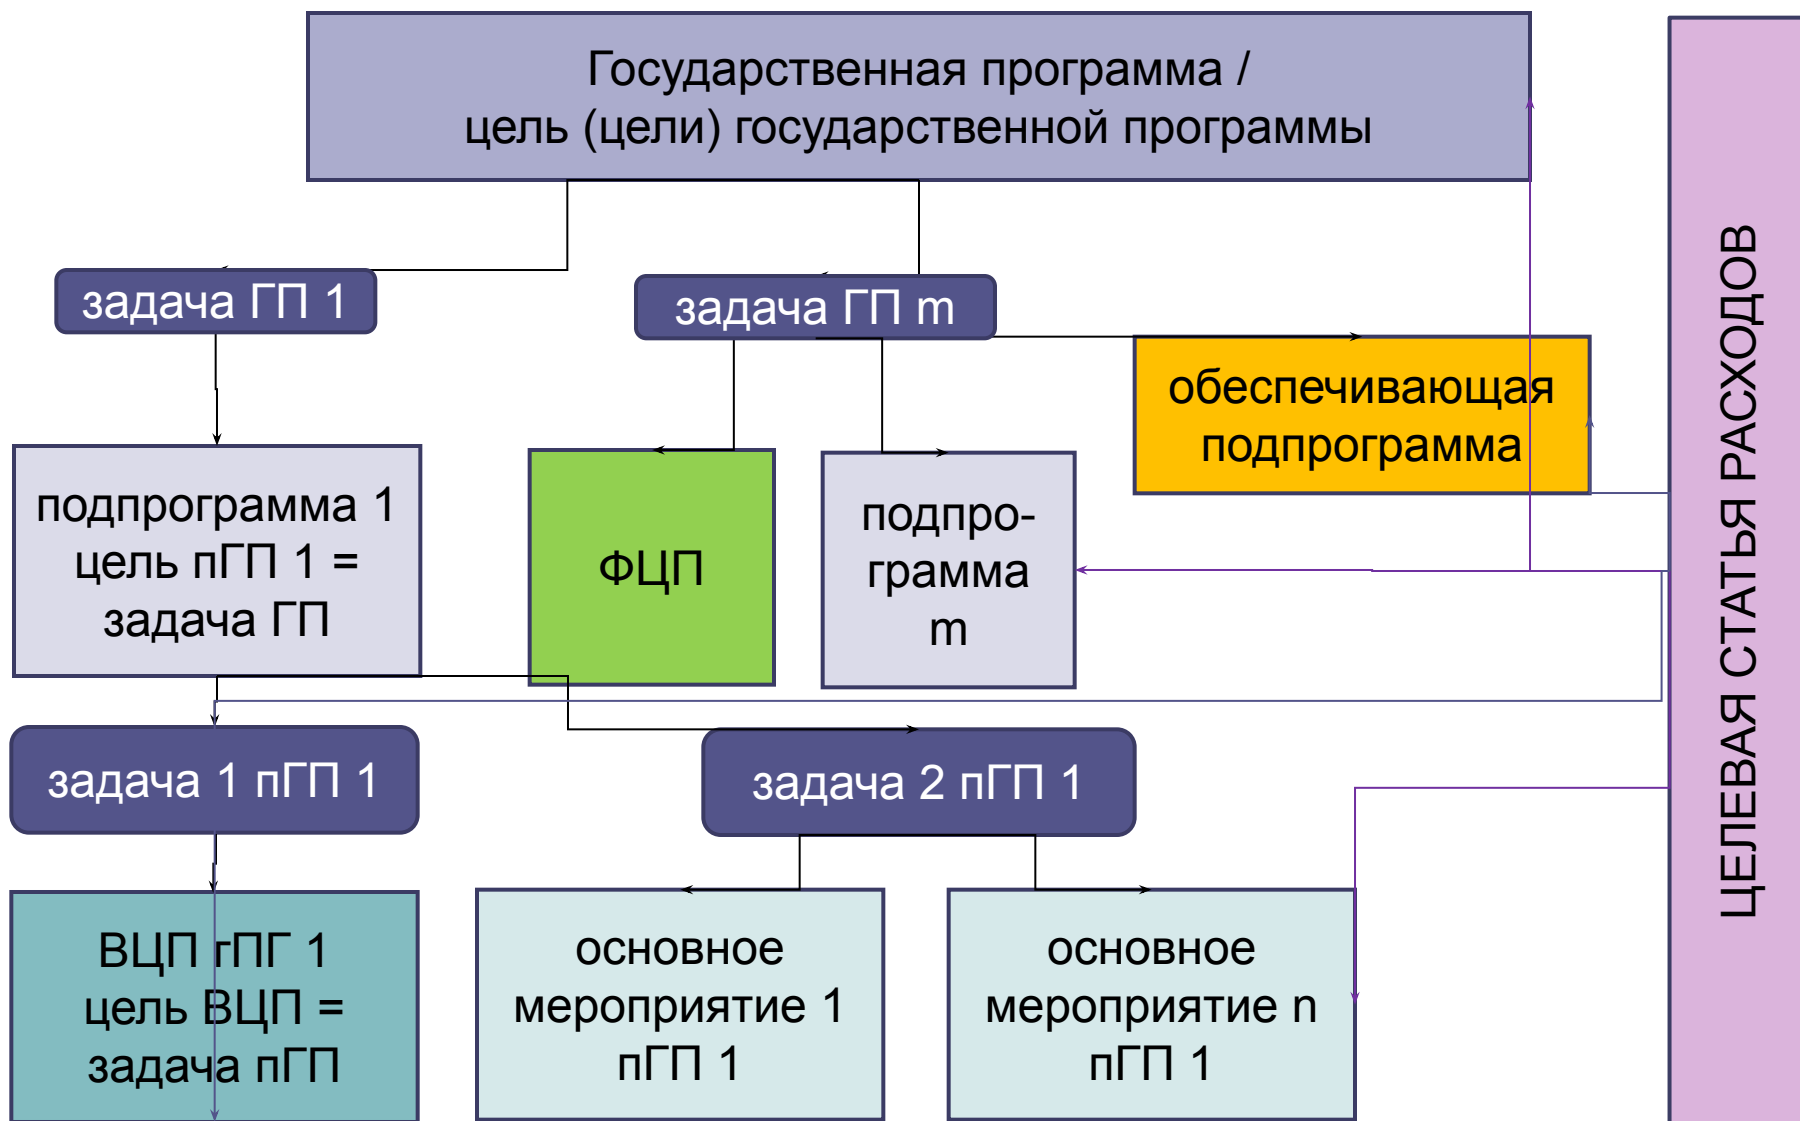 Государственная программа /
цель (цели) государственной программы
задача ГП 1
задача ГП m
обеспечивающая
подпрограмма
подпрограмма 1
цель пГП 1 =
задача ГП
ФЦП
подпро-
грамма
m
задача 1 пГП 1
задача 2 пГП 1
ВЦП гПГ 1
цель ВЦП =
задача пГП
основное
мероприятие 1
пГП 1
основное
мероприятие n
пГП 1
ЦЕЛЕВАЯ СТАТЬЯ РАСХОДОВ